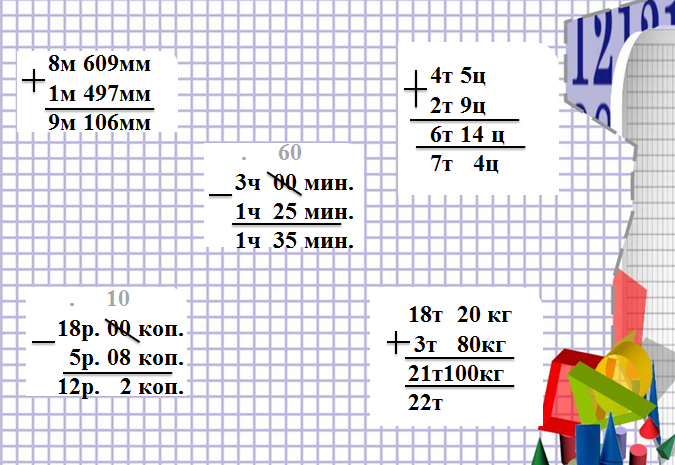 8м 609мм
+
1м 497мм
9м 106мм
4т 5ц
+
2т 9ц
6т 14 ц
7т 4ц
. 60
3ч 00 мин.
—
1ч 25 мин.
1ч 35 мин.
. 10
18р. 00 коп.
—
5р. 08 коп.
12р. 2 коп.
18т 20 кг
+
3т 80кг
21т100кг
22т